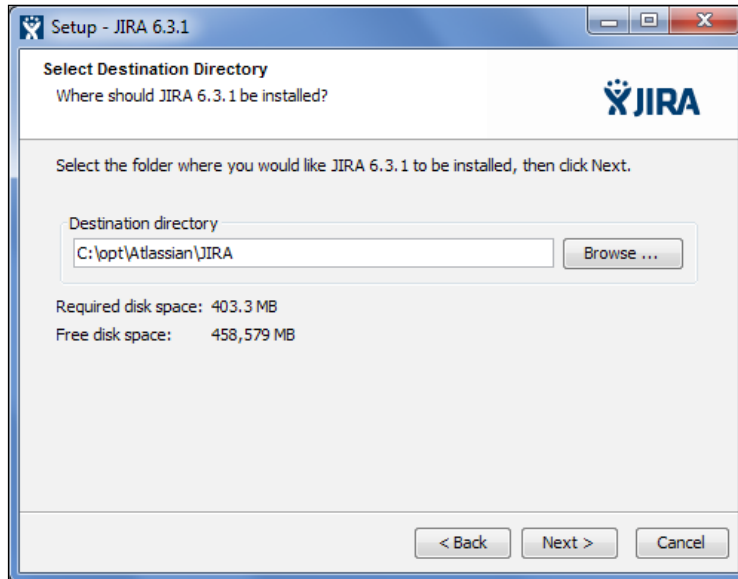 Setup - JIRA 6.3.1
Select Destination Directory
Where should JIRA 6.3.1 be installed?
JIRA
Select the folder where you would like JIRA 6.3.1 to be installed, then click Next.
Destination directory
C:\opt\Atlassian\JIRA
Browse ...
Required disk space: 403.3 MB
Free disk space: 458,579 MB
< Back Next > Cancel